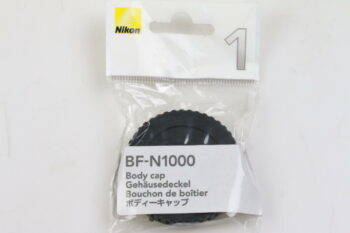 Nikon
1
BF-N1000
Body cap
Gehäusedeckel
Bouchon de boîtier
ボディーキャップ